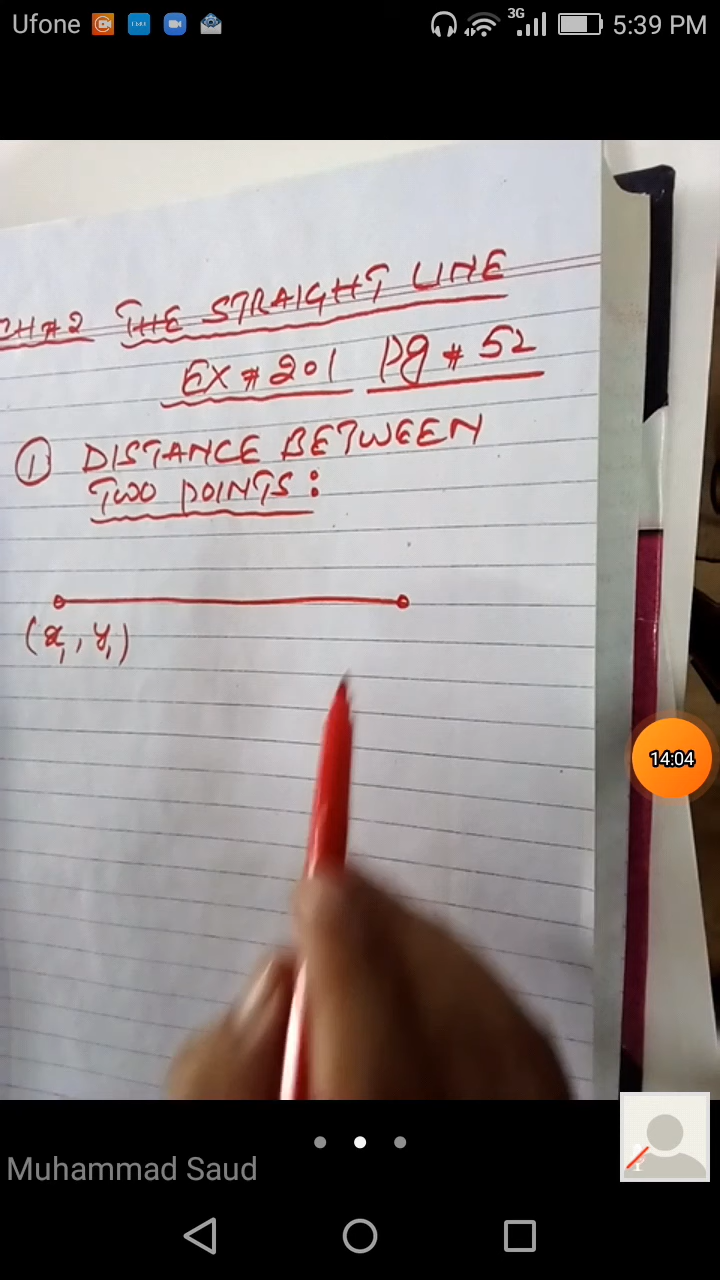 Ufone 3G 5:39 PM
CH#2 THE STRAIGHT LINE
EX # 2.1 Pg # 52
① DISTANCE BETWEEN
TWO POINTS:
(x₁, y₁)
14:04
Muhammad Saud